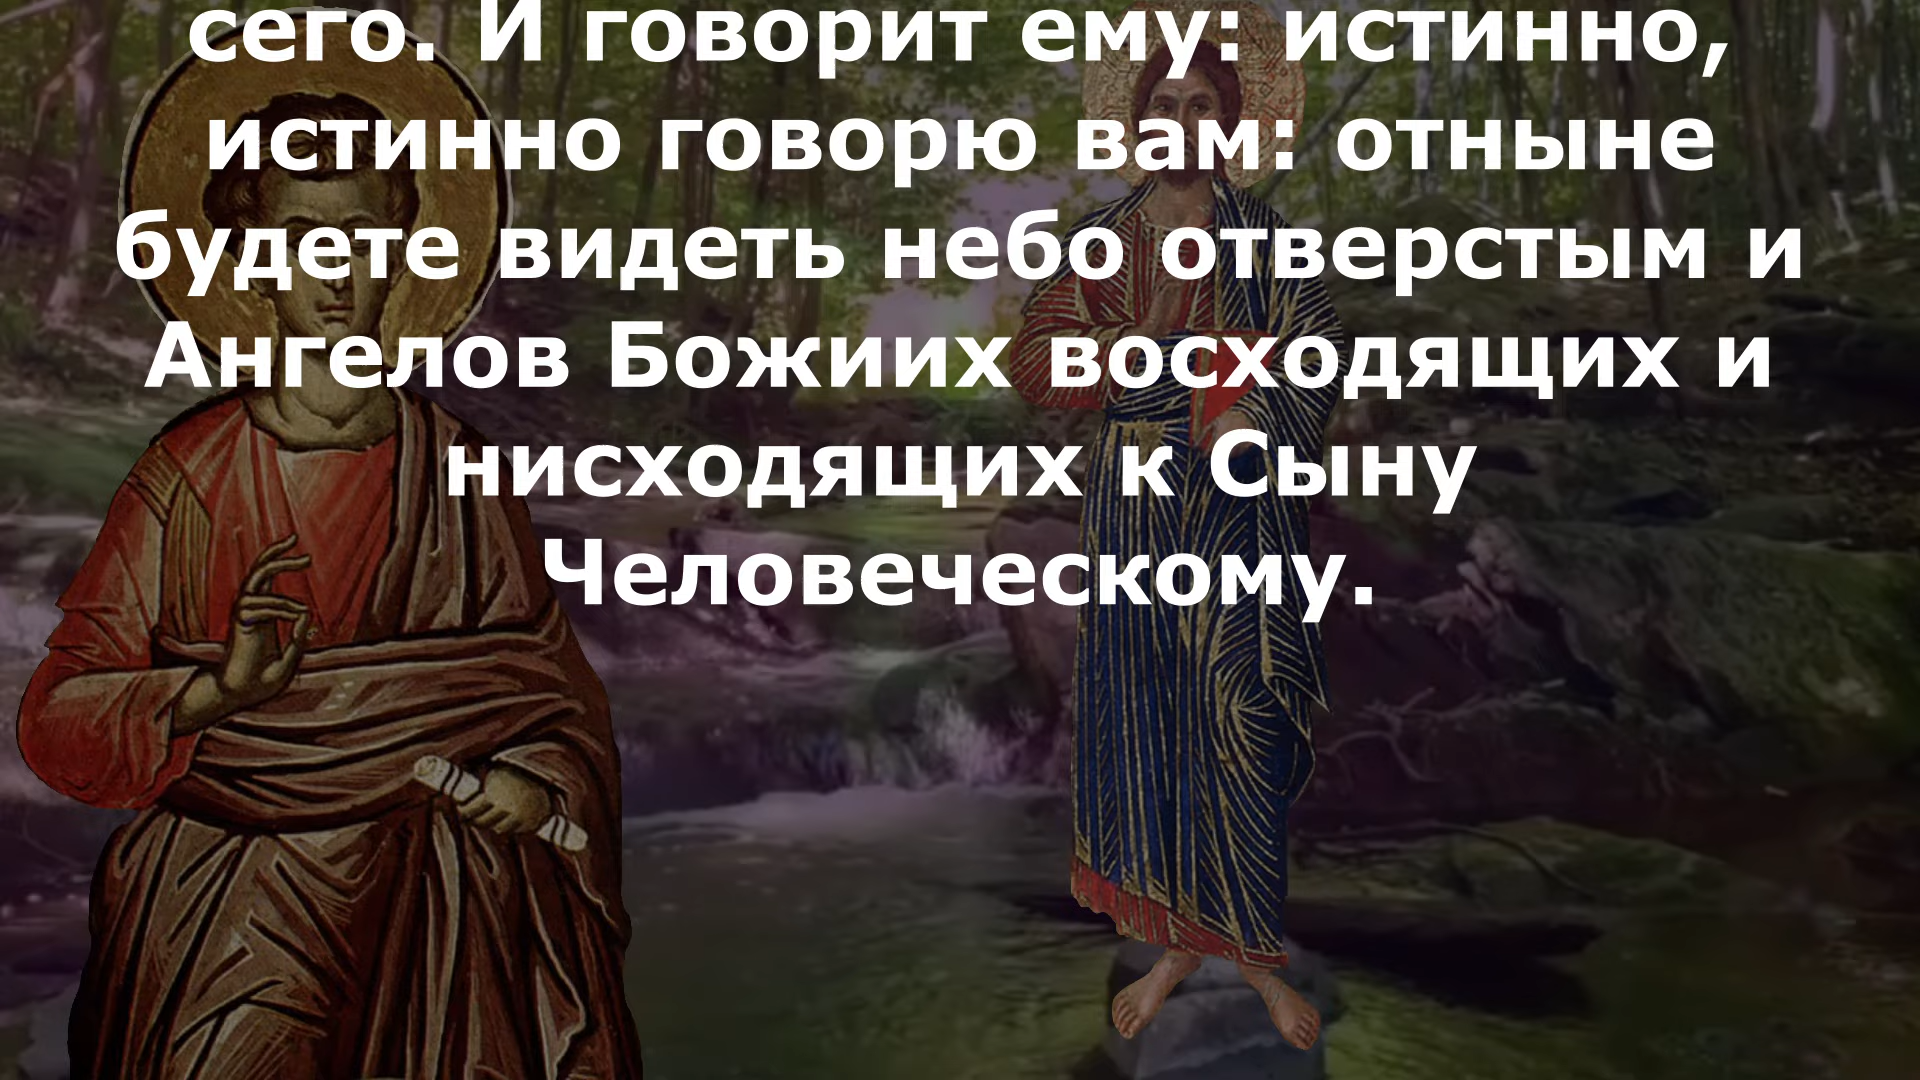 сего. И говорит ему: истинно,
истинно говорю вам: отныне
будете видеть небо отверстым и
Ангелов Божиих восходящих и
нисходящих к Сыну
Человеческому.